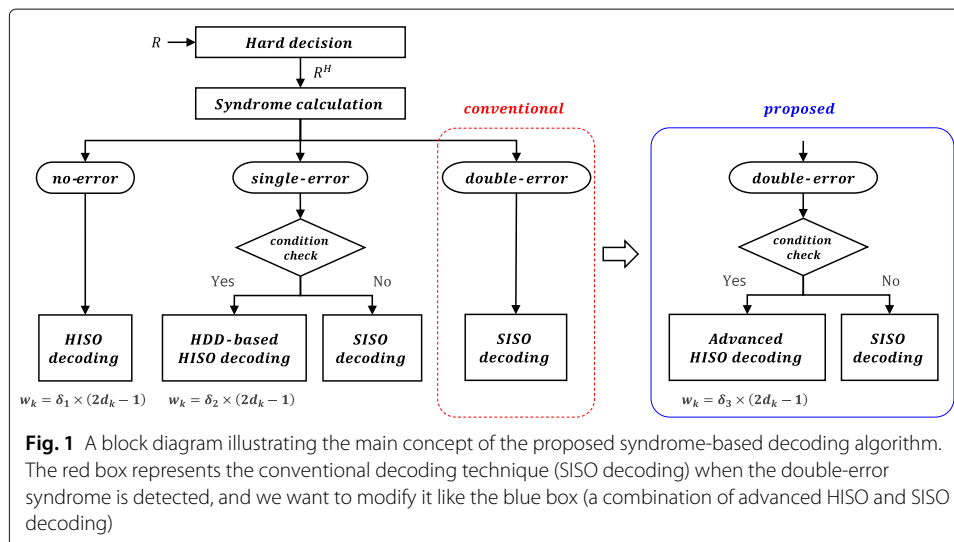 R
Hard decision
R^H
Syndrome calculation
conventional
proposed
no-error
single-error
double-error
double-error
condition
check
condition
check
Yes
No
Yes
No
HISO
decoding
HDD-based
HISO decoding
SISO
decoding
SISO
decoding
Advanced
HISO decoding
SISO
decoding
w_k = δ_1 × (2d_k − 1)
w_k = δ_2 × (2d_k − 1)
w_k = δ_3 × (2d_k − 1)
Fig. 1 A block diagram illustrating the main concept of the proposed syndrome-based decoding algorithm.
The red box represents the conventional decoding technique (SISO decoding) when the double-error
syndrome is detected, and we want to modify it like the blue box (a combination of advanced HISO and SISO
decoding)